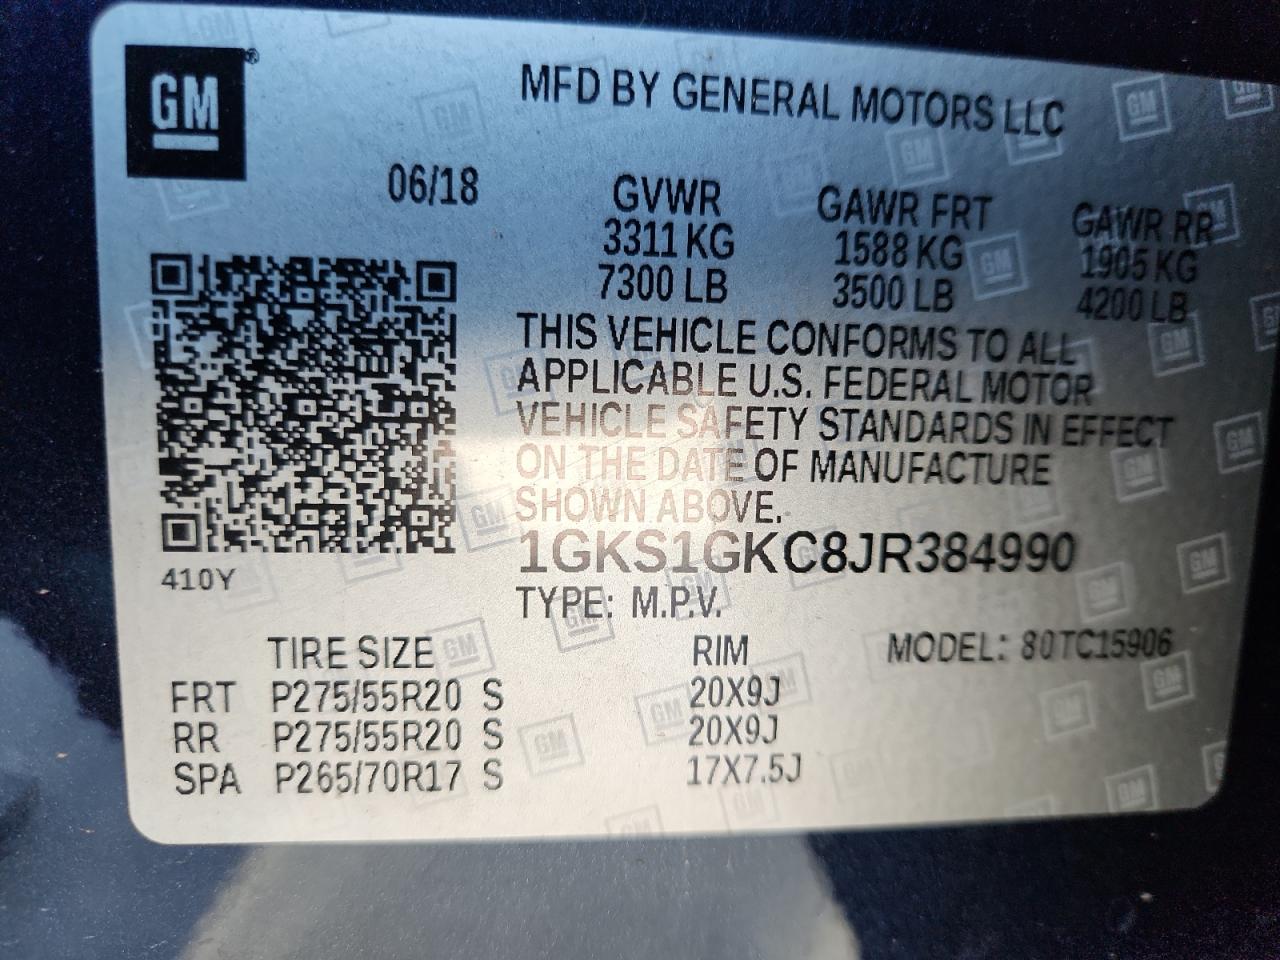 GM
MFD BY GENERAL MOTORS LLC
06/18
GVWR GAWR FRT GAWR RR
3311 KG 1588 KG 1905 KG
7300 LB 3500 LB 4200 LB
THIS VEHICLE CONFORMS TO ALL
APPLICABLE U.S. FEDERAL MOTOR
VEHICLE SAFETY STANDARDS IN EFFECT
ON THE DATE OF MANUFACTURE
SHOWN ABOVE.
1GKS1GKC8JR384990
410Y
TYPE: M.P.V.
TIRE SIZE RIM MODEL: 80TC15906
FRT P275/55R20 S 20X9J
RR P275/55R20 S 20X9J
SPA P265/70R17 S 17X7.5J